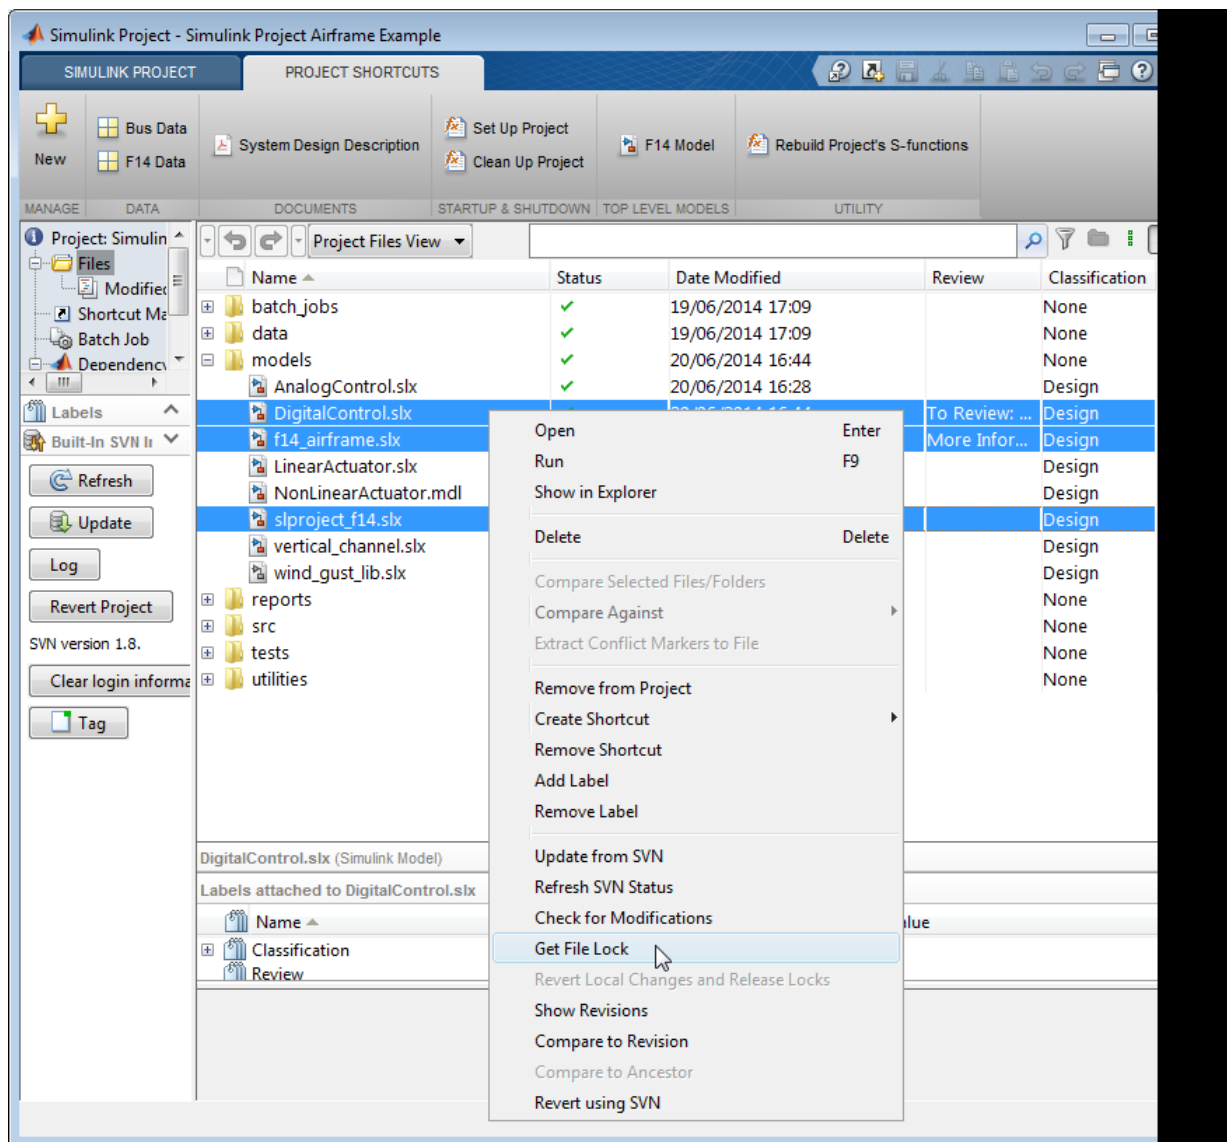 Simulink Project - Simulink Project Airframe Example
SIMULINK PROJECT
PROJECT SHORTCUTS
New
Bus Data
F14 Data
System Design Description
Set Up Project
Clean Up Project
F14 Model
Rebuild Project's S-functions
MANAGE
DATA
DOCUMENTS
STARTUP & SHUTDOWN
TOP LEVEL MODELS
UTILITY
Project: Simulin
Files
Modified
Shortcut Ma
Batch Job
Dependency
Labels
Built-In SVN I
Refresh
Update
Log
Revert Project
SVN version 1.8.
Clear login informa
Tag
Project Files View
Name Status Date Modified Review Classification
batch_jobs 19/06/2014 17:09 None
data 19/06/2014 17:09 None
models 20/06/2014 16:44 None
AnalogControl.slx 20/06/2014 16:28 Design
DigitalControl.slx 20/06/2014 16:44 To Review: ... Design
f14_airframe.slx More Infor... Design
LinearActuator.slx Design
NonLinearActuator.mdl Design
slproject_f14.slx Design
vertical_channel.slx Design
wind_gust_lib.slx Design
reports None
src None
tests None
utilities None
Open Enter
Run F9
Show in Explorer
Delete Delete
Compare Selected Files/Folders
Compare Against
Extract Conflict Markers to File
Remove from Project
Create Shortcut
Remove Shortcut
Add Label
Remove Label
Update from SVN
Refresh SVN Status
Check for Modifications
Get File Lock
Revert Local Changes and Release Locks
Show Revisions
Compare to Revision
Compare to Ancestor
Revert using SVN
DigitalControl.slx (Simulink Model)
Labels attached to DigitalControl.slx
Name alue
Classification
Review